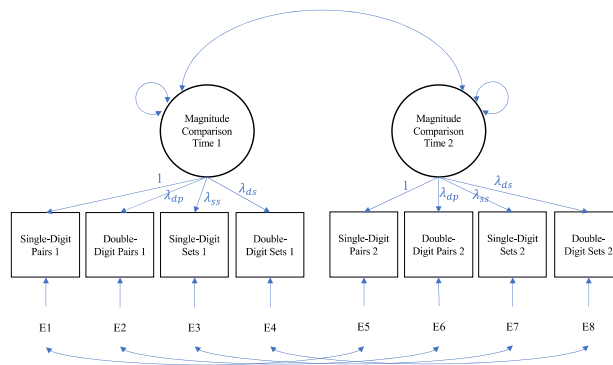 Magnitude
Comparison
Time 1
Magnitude
Comparison
Time 2
1
λdp
λss
λds
1
λdp
λss
λds
Single-Digit
Pairs 1
Double-
Digit Pairs 1
Single-Digit
Sets 1
Double-
Digit Sets 1
Single-Digit
Pairs 2
Double-
Digit Pairs 2
Single-Digit
Sets 2
Double-
Digit Sets 2
E1
E2
E3
E4
E5
E6
E7
E8